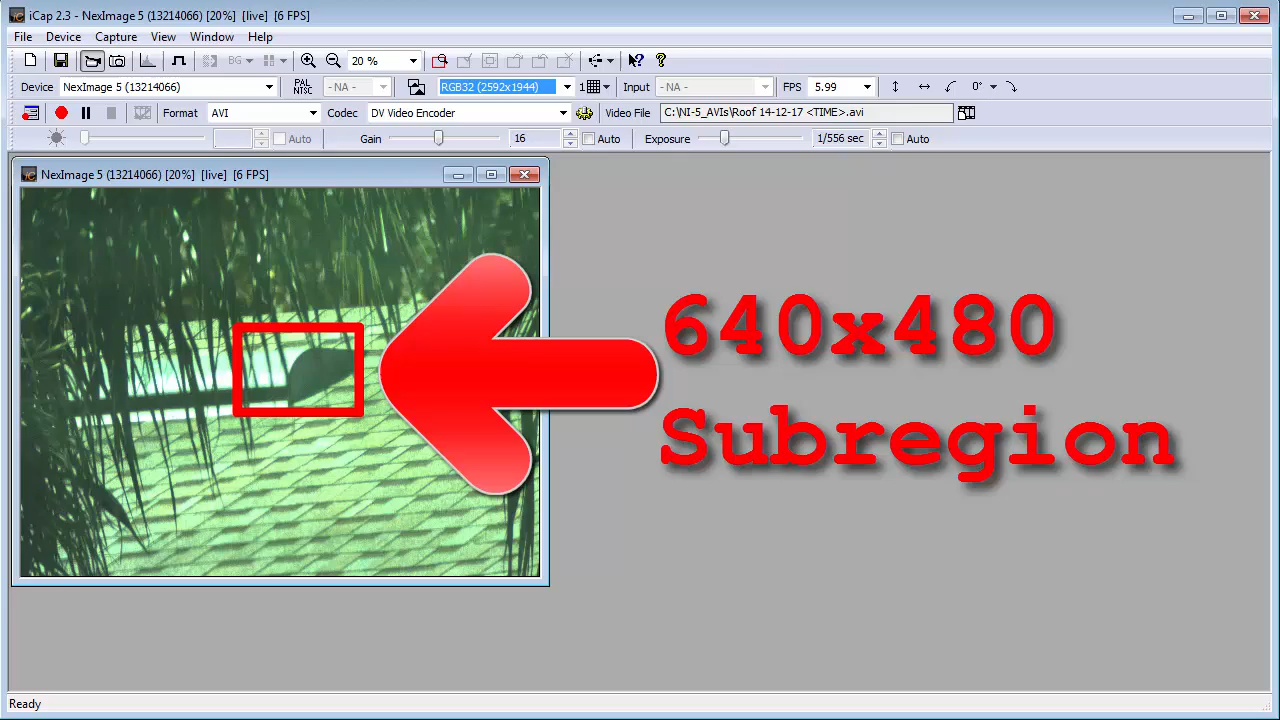 iCap 2.3 - NexImage 5 (13214066) [20%]  [live]  [6 FPS]
File Device Capture View Window Help
BG 20 %
Device NexImage 5 (13214066) PAL NTSC - NA - RGB32 (2592x1944) 1 Input - NA - FPS 5.99 0°
Format AVI Codec DV Video Encoder Video File C:\NI-5_AVIs\Roof 14-12-17 <TIME>.avi
Auto Gain 16 Auto Exposure 1/556 sec Auto
NexImage 5 (13214066) [20%]  [live]  [6 FPS]
640x480
Subregion
Ready